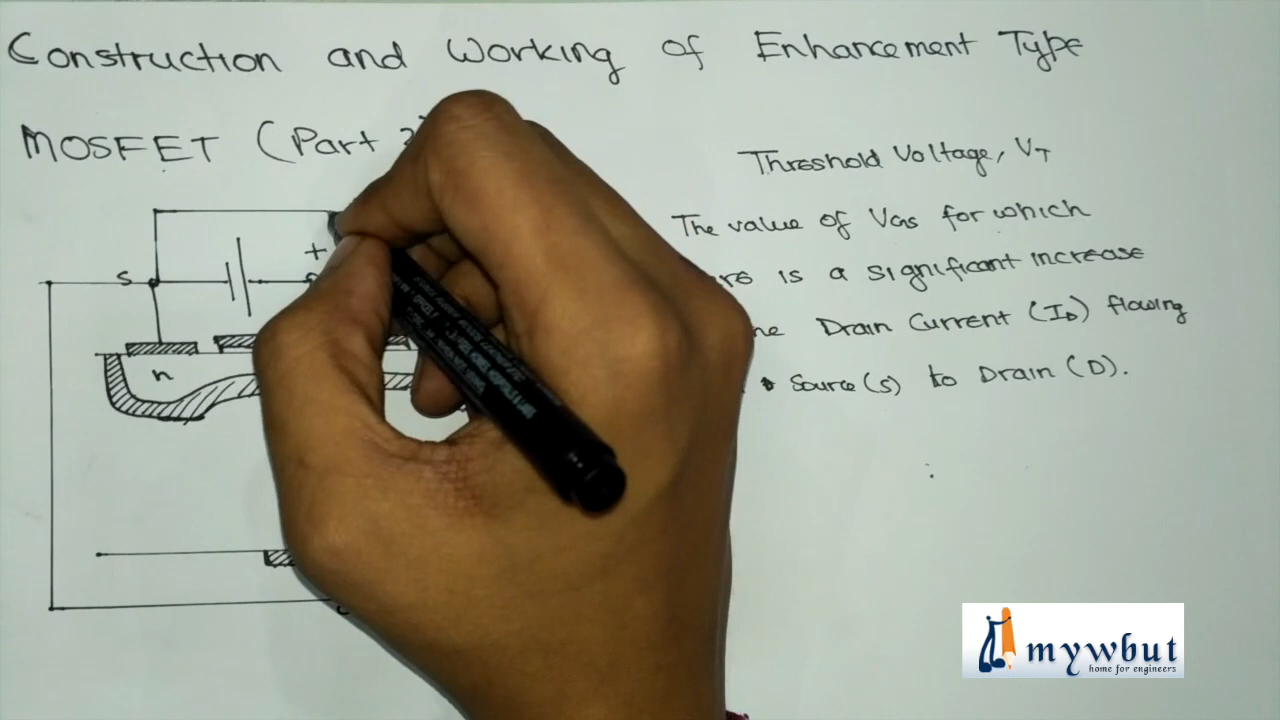 Construction and Working of Enhancement Type
MOSFET (Part 2
Threshold Voltage, VT
The value of VGS for which
is a significant increase
Drain Current (ID) flowing
Source(s) to Drain (D).
S
+
n
mywbut
home for engineers